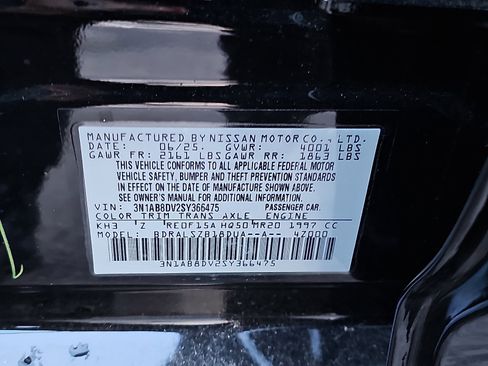 MANUFACTURED BY NISSAN MOTOR CO., LTD.
DATE: 06/25. GVWR: 4001 LBS
GAWR FR: 2161 LBS GAWR RR: 1863 LBS
THIS VEHICLE CONFORMS TO ALL APPLICABLE FEDERAL MOTOR
VEHICLE SAFETY, BUMPER, AND THEFT PREVENTION STANDARDS
IN EFFECT ON THE DATE OF MANUFACTURE SHOWN ABOVE.
SEE OWNER'S MANUAL FOR ADDITIONAL INFORMATION.
VIN: 3N1AB8DV2SY366475 PASSENGER CAR.
COLOR TRIM TRANS AXLE ENGINE
KH3 Z RE0F15A HQ50 MR20 1997 CC
MODEL: BDRALSZB18DUA--A-- 4Z000
3N1AB8DV2SY366475